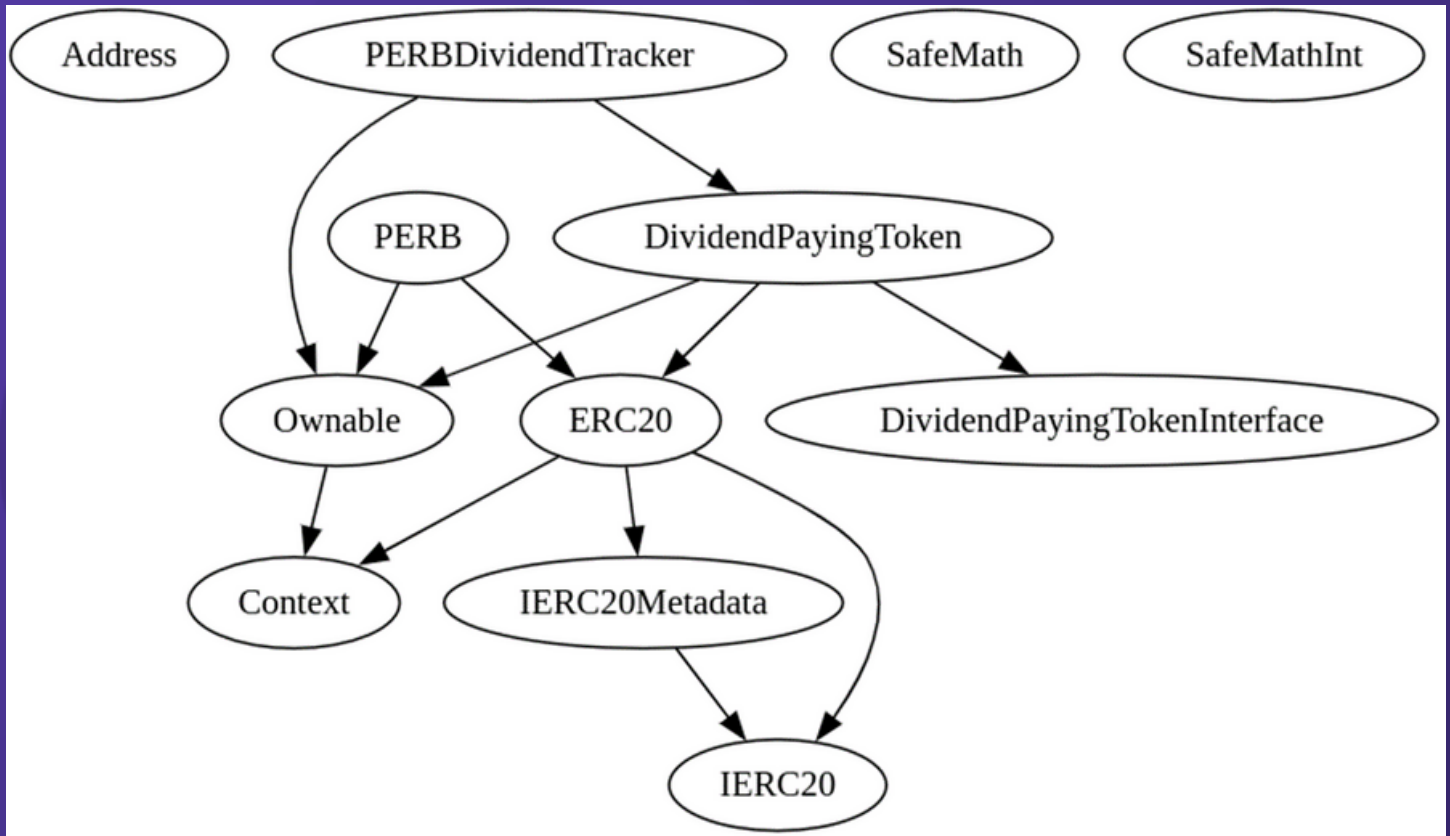 Address
PERBDividendTracker
SafeMath
SafeMathInt
PERB
DividendPayingToken
Ownable
ERC20
DividendPayingTokenInterface
Context
IERC20Metadata
IERC20